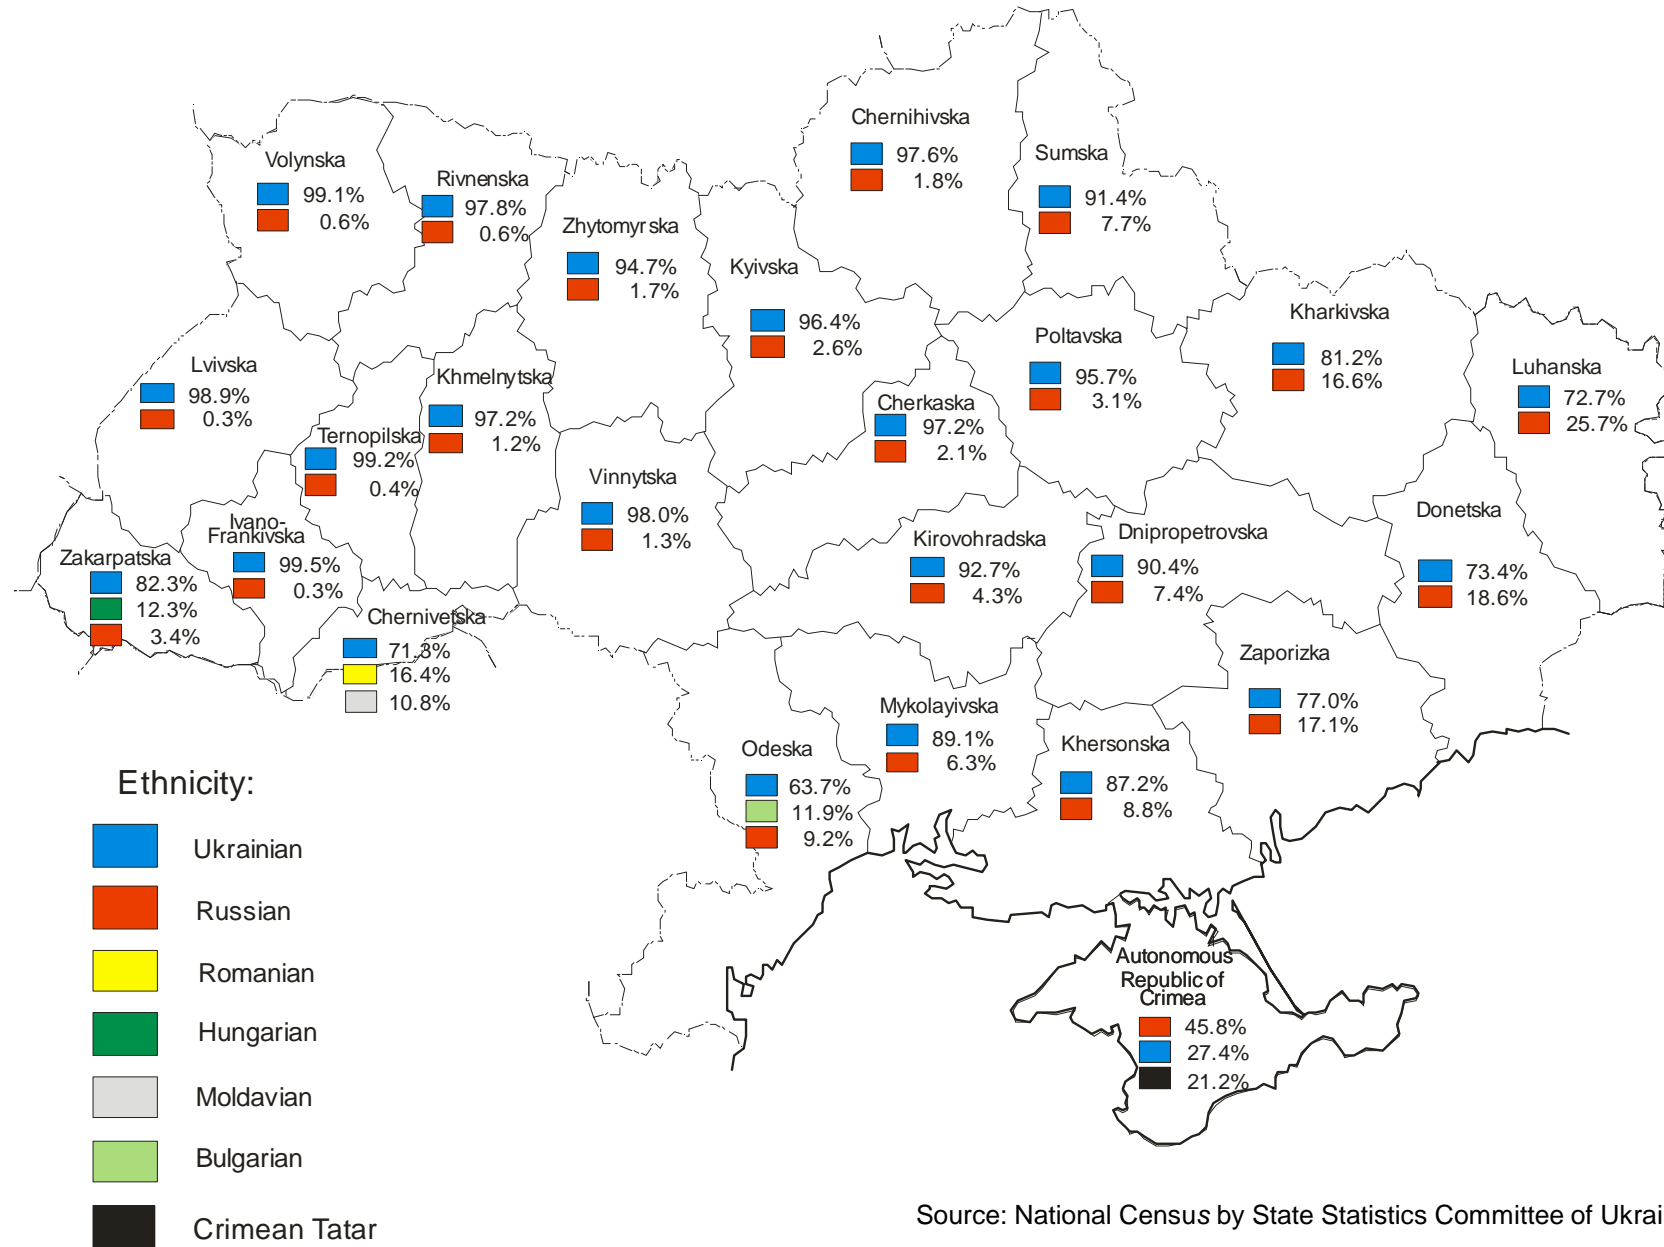 Chernihivska
97.6%
1.8%
Sumska
91.4%
7.7%
Volynska
99.1%
0.6%
Rivnenska
97.8%
0.6%
Zhytomyrska
94.7%
1.7%
Kyivska
96.4%
2.6%
Kharkivska
81.2%
16.6%
Poltavska
95.7%
3.1%
Luhanska
72.7%
25.7%
Lvivska
98.9%
0.3%
Khmelnytska
97.2%
1.2%
Cherkaska
97.2%
2.1%
Ternopilska
99.2%
0.4%
Vinnytska
98.0%
1.3%
Donetska
73.4%
18.6%
Ivano-
Frankivska
99.5%
0.3%
Kirovohradska
92.7%
4.3%
Dnipropetrovska
90.4%
7.4%
Zakarpatska
82.3%
12.3%
3.4%
Chernivetska
71.3%
16.4%
10.8%
Zaporizka
77.0%
17.1%
Mykolayivska
89.1%
6.3%
Khersonska
87.2%
8.8%
Odeska
63.7%
11.9%
9.2%
Autonomous
Republic of
Crimea
45.8%
27.4%
21.2%
Ethnicity:
Ukrainian
Russian
Romanian
Hungarian
Moldavian
Bulgarian
Crimean Tatar
Source: National Census by State Statistics Committee of Ukrai